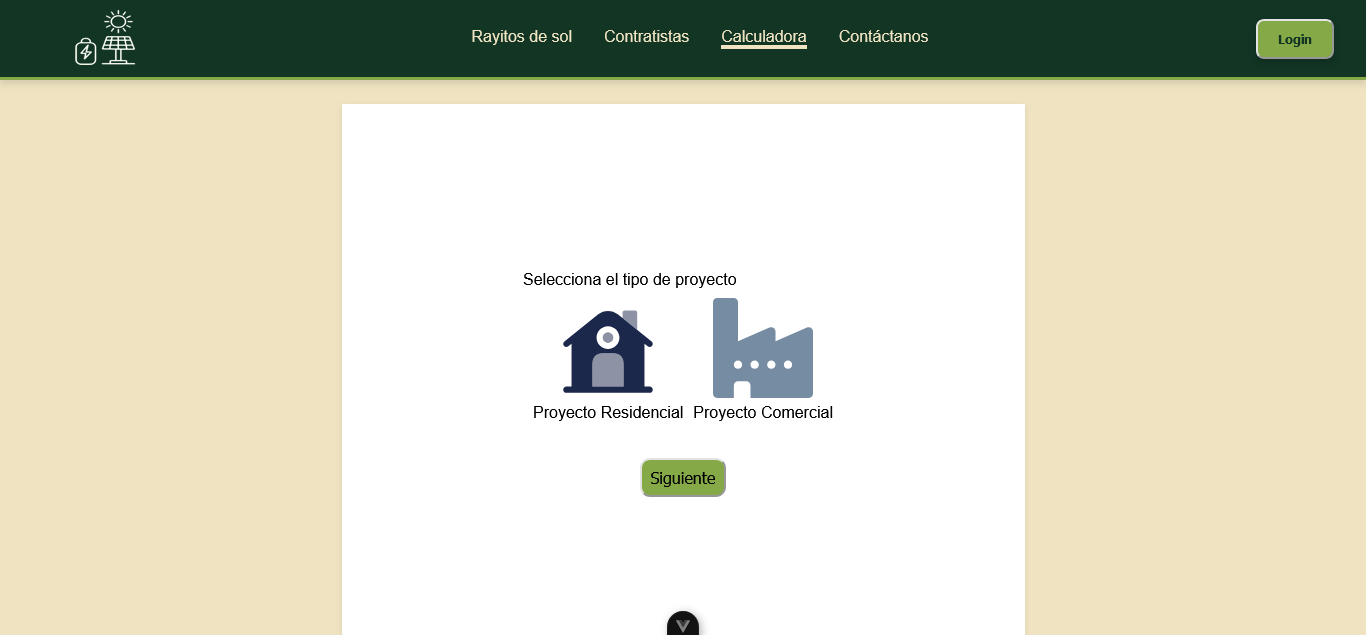 Rayitos de sol Contratistas Calculadora Contáctanos Login
Selecciona el tipo de proyecto
Proyecto Residencial Proyecto Comercial
Siguiente